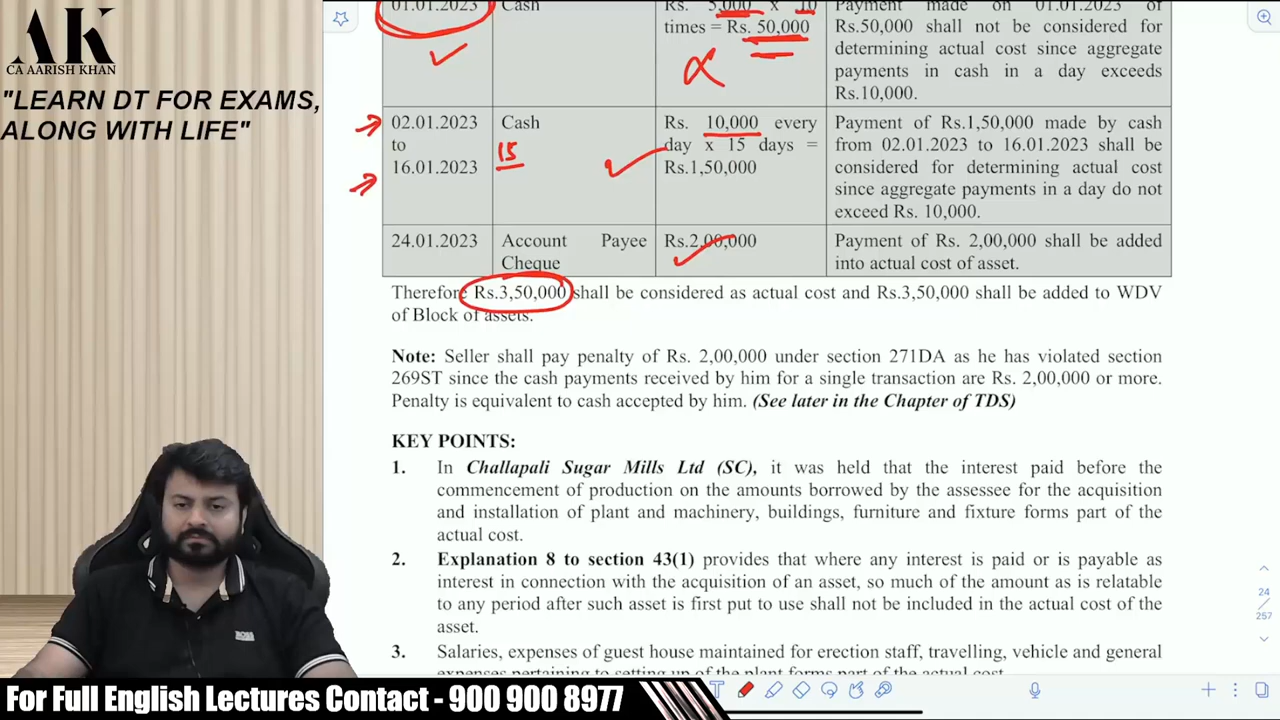 AK
CA AARISH KHAN
"LEARN DT FOR EXAMS,
ALONG WITH LIFE"
01.01.2023 Cash Rs. 5,000 x 10 Payment made on 01.01.2023 of
times = Rs. 50,000 Rs.50,000 shall not be considered for
determining actual cost since aggregate
payments in cash in a day exceeds
Rs.10,000.
02.01.2023 Cash Rs. 10,000 every Payment of Rs.1,50,000 made by cash
to 15 day x 15 days = from 02.01.2023 to 16.01.2023 shall be
16.01.2023 Rs.1,50,000 considered for determining actual cost
since aggregate payments in a day do not
exceed Rs. 10,000.
24.01.2023 Account Payee Rs.2,00,000 Payment of Rs. 2,00,000 shall be added
Cheque into actual cost of asset.
Therefore Rs.3,50,000 shall be considered as actual cost and Rs.3,50,000 shall be added to WDV
of Block of assets.
Note: Seller shall pay penalty of Rs. 2,00,000 under section 271DA as he has violated section
269ST since the cash payments received by him for a single transaction are Rs. 2,00,000 or more.
Penalty is equivalent to cash accepted by him. (See later in the Chapter of TDS)
KEY POINTS:
1. In Challapali Sugar Mills Ltd (SC), it was held that the interest paid before the
commencement of production on the amounts borrowed by the assessee for the acquisition
and installation of plant and machinery, buildings, furniture and fixture forms part of the
actual cost.
2. Explanation 8 to section 43(1) provides that where any interest is paid or is payable as
interest in connection with the acquisition of an asset, so much of the amount as is relatable
to any period after such asset is first put to use shall not be included in the actual cost of the
asset.
3. Salaries, expenses of guest house maintained for erection staff, travelling, vehicle and general
expenses pertaining to setting up of the plant forms part of the actual cost.
24
257
BOSS
For Full English Lectures Contact - 900 900 8977